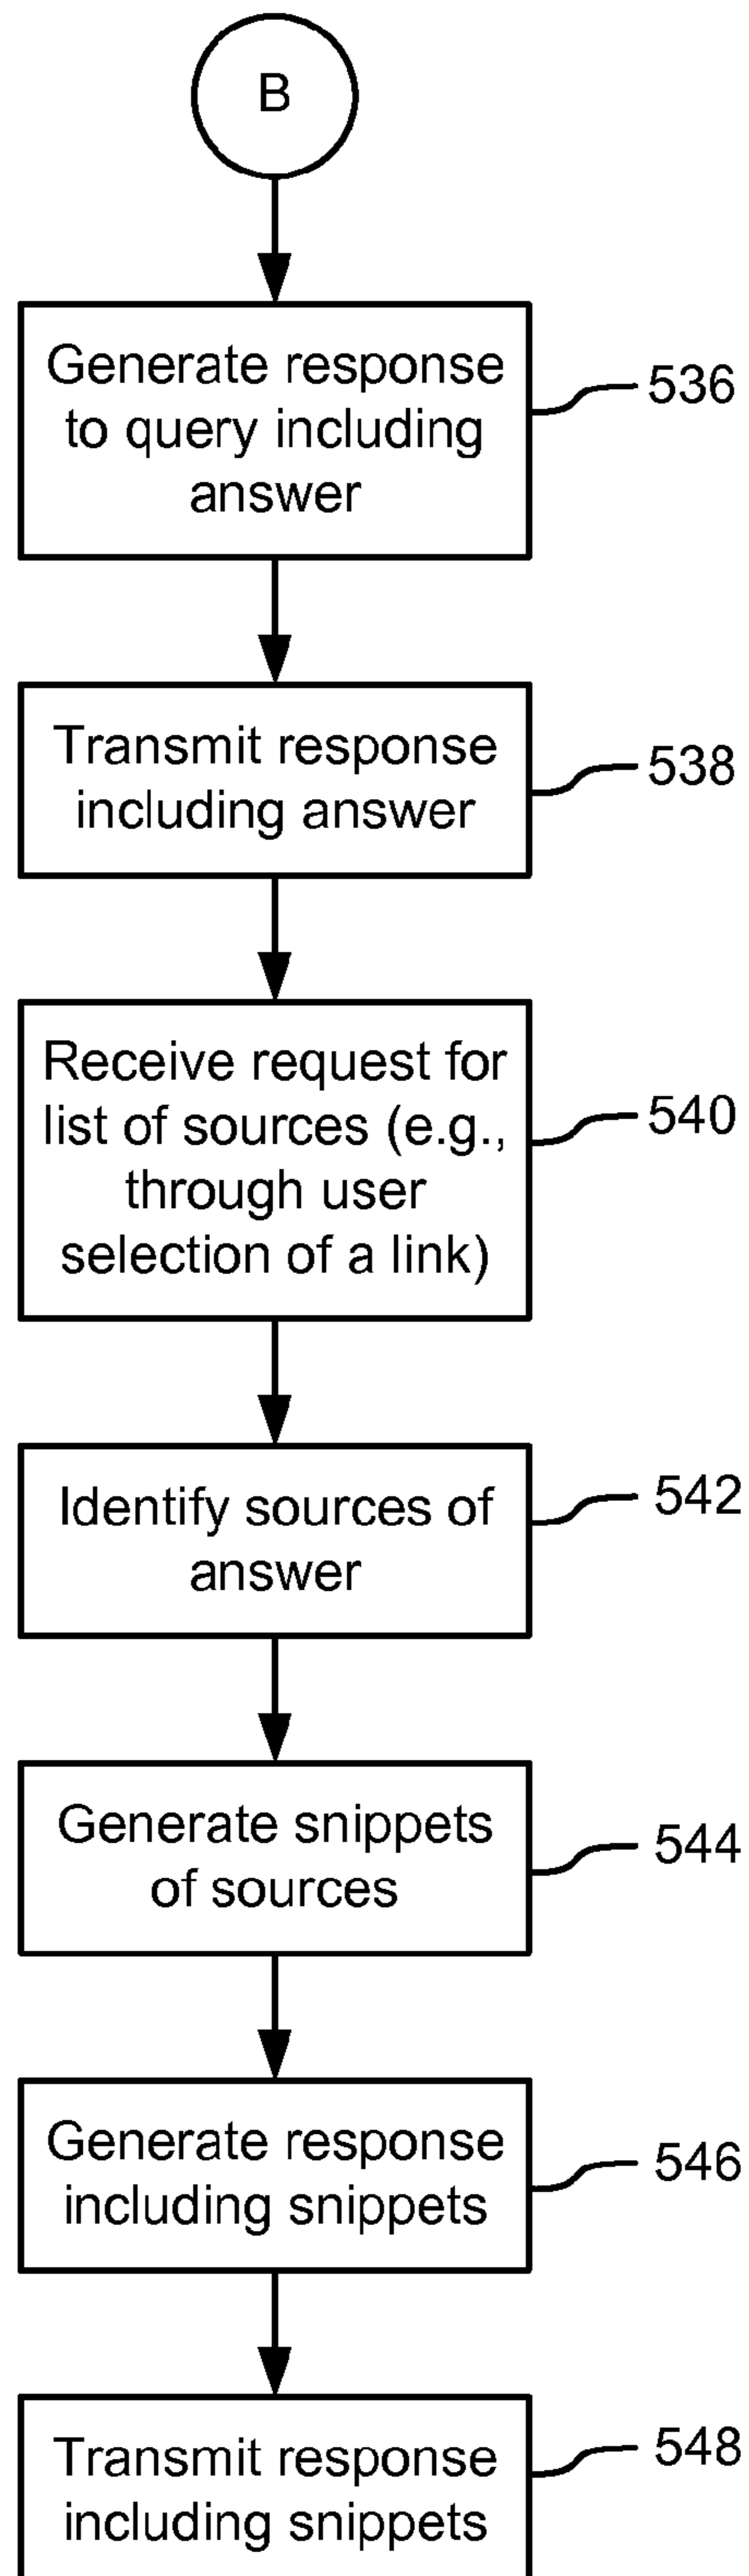 B
Generate response
to query including
answer
536
Transmit response
including answer
538
Receive request for
list of sources (e.g.,
through user
selection of a link)
540
Identify sources of
answer
542
Generate snippets
of sources
544
Generate response
including snippets
546
Transmit response
including snippets
548